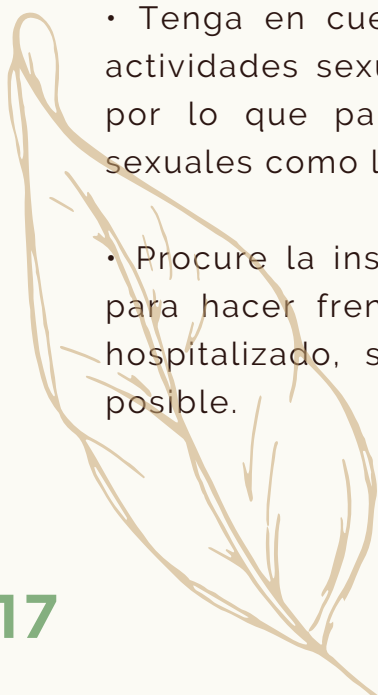 • Tenga en cue
actividades sexu
por lo que pa
sexuales como l
• Procure la ins
para hacer fren
hospitalizado, s
posible.
17